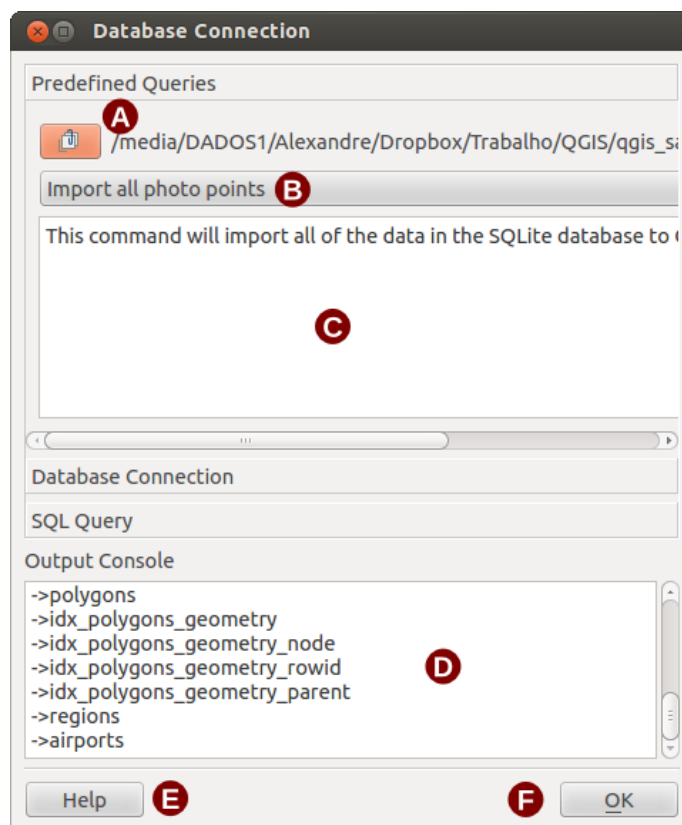 Database Connection
Predefined Queries
A
/media/DADOS1/Alexandre/Dropbox/Trabalho/QGIS/qgis_sa
Import all photo points B
This command will import all of the data in the SQLite database to
C
Database Connection
SQL Query
Output Console
->polygons
->idx_polygons_geometry
->idx_polygons_geometry_node
->idx_polygons_geometry_rowid
->idx_polygons_geometry_parent
->regions
->airports
D
Help E F OK